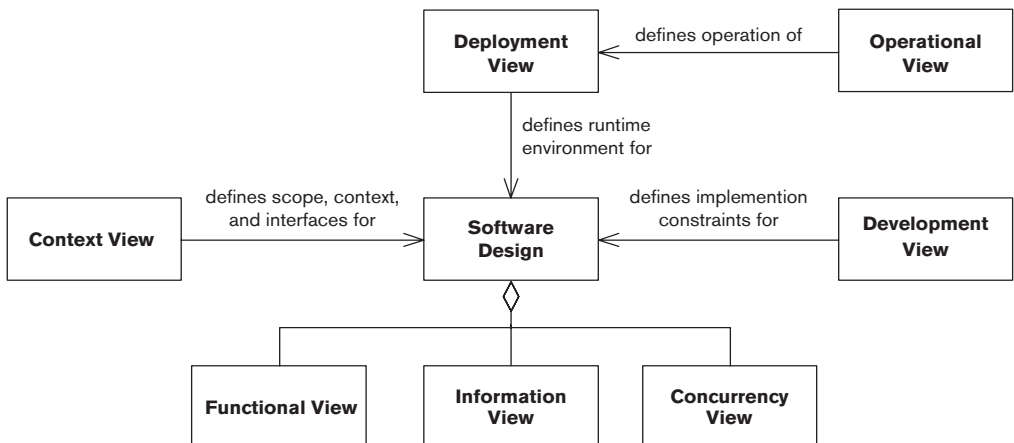 Deployment
View
defines operation of
Operational
View
defines runtime
environment for
Context View
defines scope, context,
and interfaces for
Software
Design
defines implemention
constraints for
Development
View
Functional View
Information
View
Concurrency
View